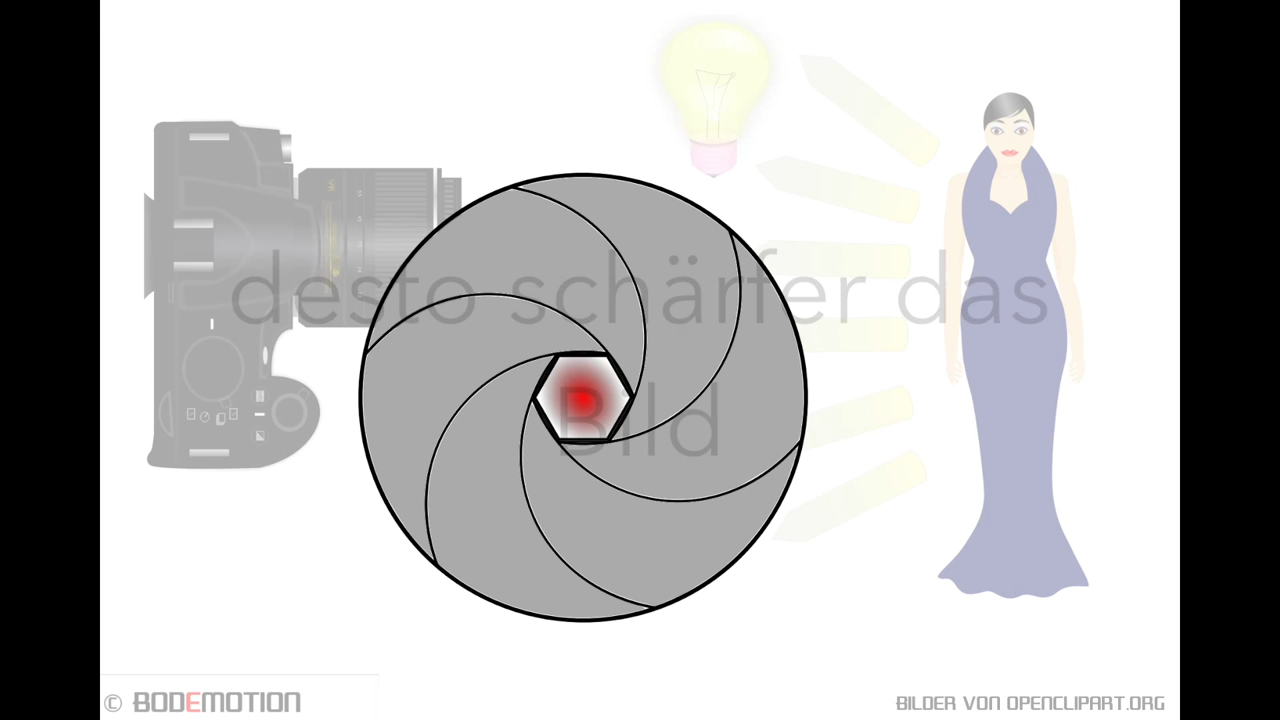 desto schärfer das
Bild
© BODEMOTION
BILDER VON OPENCLIPART.ORG